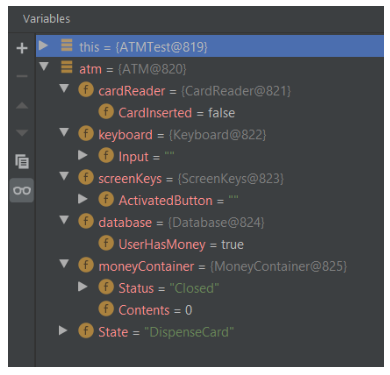 Variables
this = {ATMTest@819}
atm = {ATM@820}
cardReader = {CardReader@821}
CardInserted = false
keyboard = {Keyboard@822}
Input = ""
screenKeys = {ScreenKeys@823}
ActivatedButton = ""
database = {Database@824}
UserHasMoney = true
moneyContainer = {MoneyContainer@825}
Status = "Closed"
Contents = 0
State = "DispenseCard"